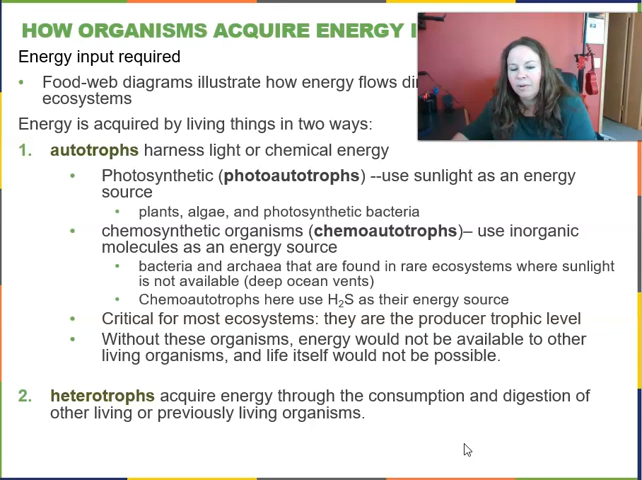 HOW ORGANISMS ACQUIRE ENERGY
Energy input required
• Food-web diagrams illustrate how energy flows
ecosystems
Energy is acquired by living things in two ways:
1. autotrophs harness light or chemical energy
• Photosynthetic (photoautotrophs) --use sunlight as an energy
source
• plants, algae, and photosynthetic bacteria
• chemosynthetic organisms (chemoautotrophs)– use inorganic
molecules as an energy source
• bacteria and archaea that are found in rare ecosystems where sunlight
is not available (deep ocean vents)
• Chemoautotrophs here use H₂S as their energy source
• Critical for most ecosystems: they are the producer trophic level
• Without these organisms, energy would not be available to other
living organisms, and life itself would not be possible.
2. heterotrophs acquire energy through the consumption and digestion of
other living or previously living organisms.